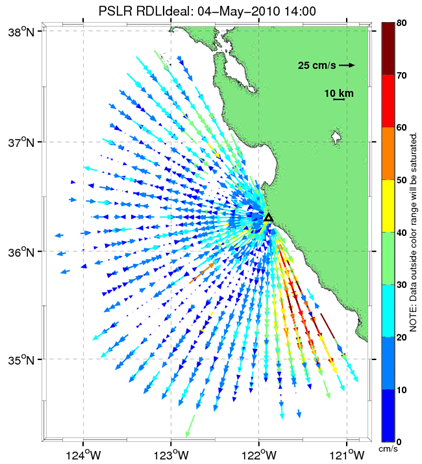 PSLR RDLIdeal: 04-May-2010 14:00
38°N
37°N
36°N
35°N
124°W
123°W
122°W
121°W
25 cm/s
10 km
80
70
60
50
40
30
20
10
0
cm/s
NOTE: Data outside color range will be saturated.